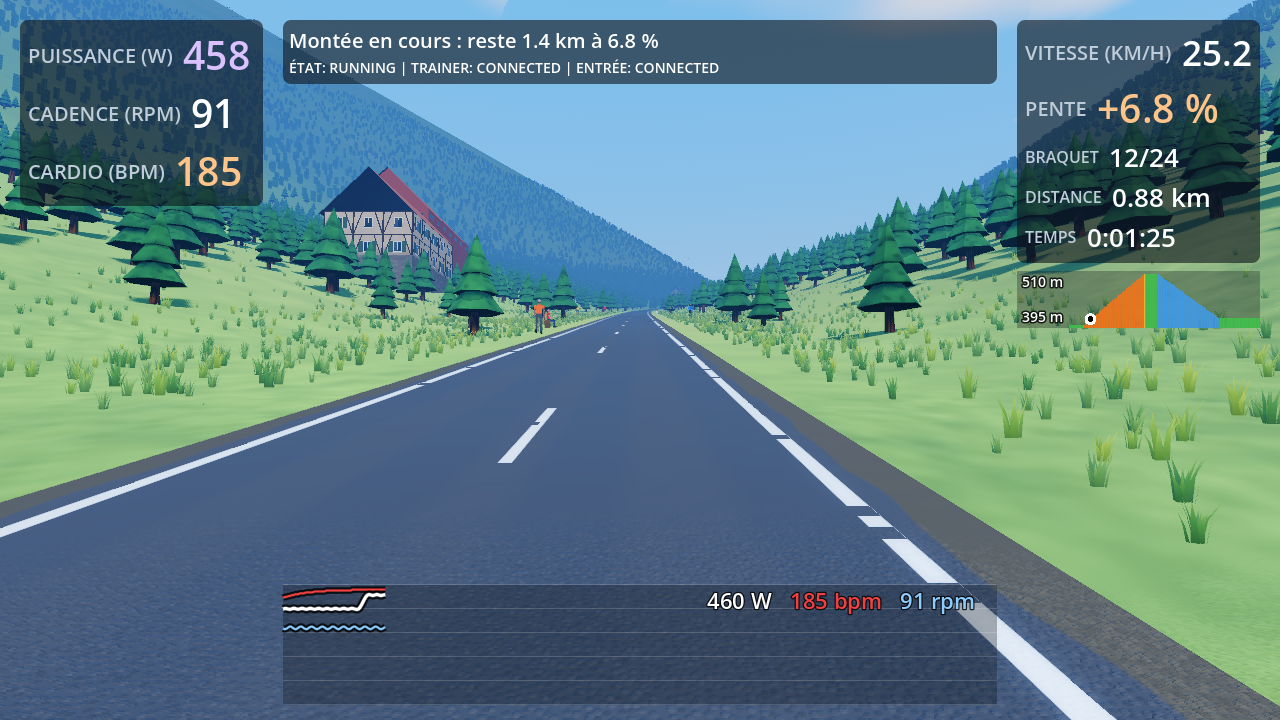 PUISSANCE (W) 458
CADENCE (RPM) 91
CARDIO (BPM) 185
Montée en cours : reste 1.4 km à 6.8 %
ÉTAT: RUNNING | TRAINER: CONNECTED | ENTRÉE: CONNECTED
VITESSE (KM/H) 25.2
PENTE +6.8 %
BRAQUET 12/24
DISTANCE 0.88 km
TEMPS 0:01:25
510 m
395 m
460 W 185 bpm 91 rpm